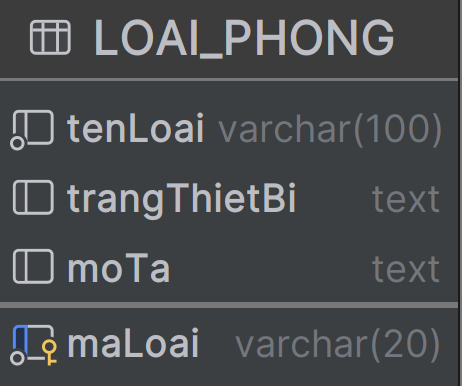 LOAI_PHONG
tenLoai varchar(100)
trangThietBi text
moTa text
maLoai varchar(20)